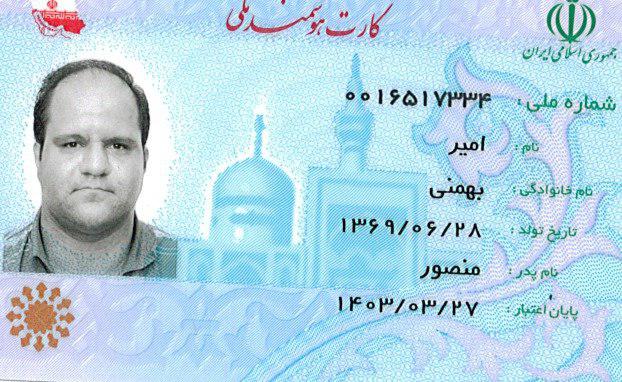 کارت هوشمند ملی
جمهوری اسلامی ایران
شماره ملی : ۰۰۱۶۵۱۷۳۳۴
نام : امیر
نام خانوادگی : بهمنی
تاریخ تولد : ۱۳۶۹/۰۶/۲۸
نام پدر : منصور
پایان اعتبار : ۱۴۰۳/۰۳/۲۷